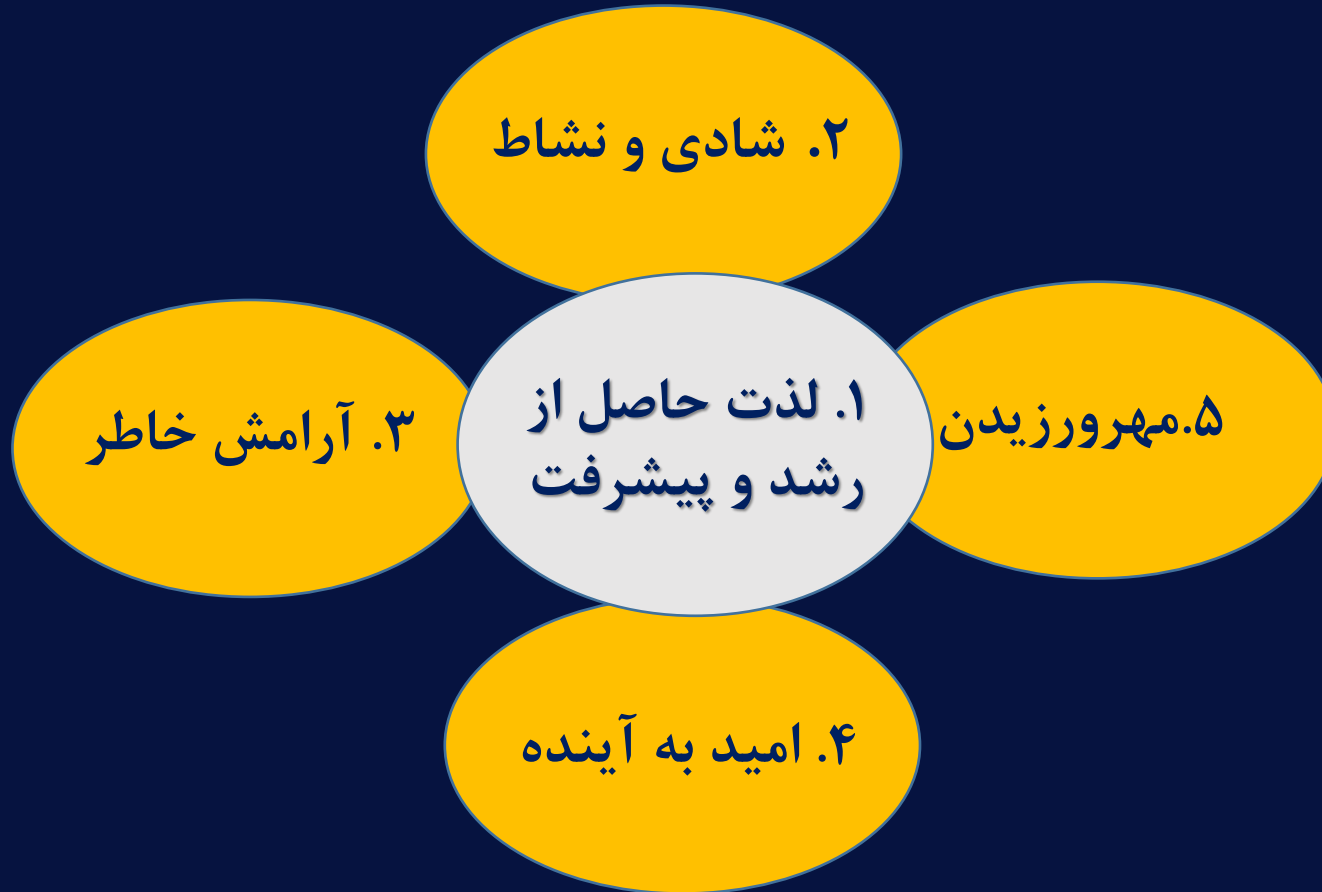 ۲. شادی و نشاط
۱. لذت حاصل از
رشد و پیشرفت
۳. آرامش خاطر
۴. امید به آینده
۵.مهرورزیدن